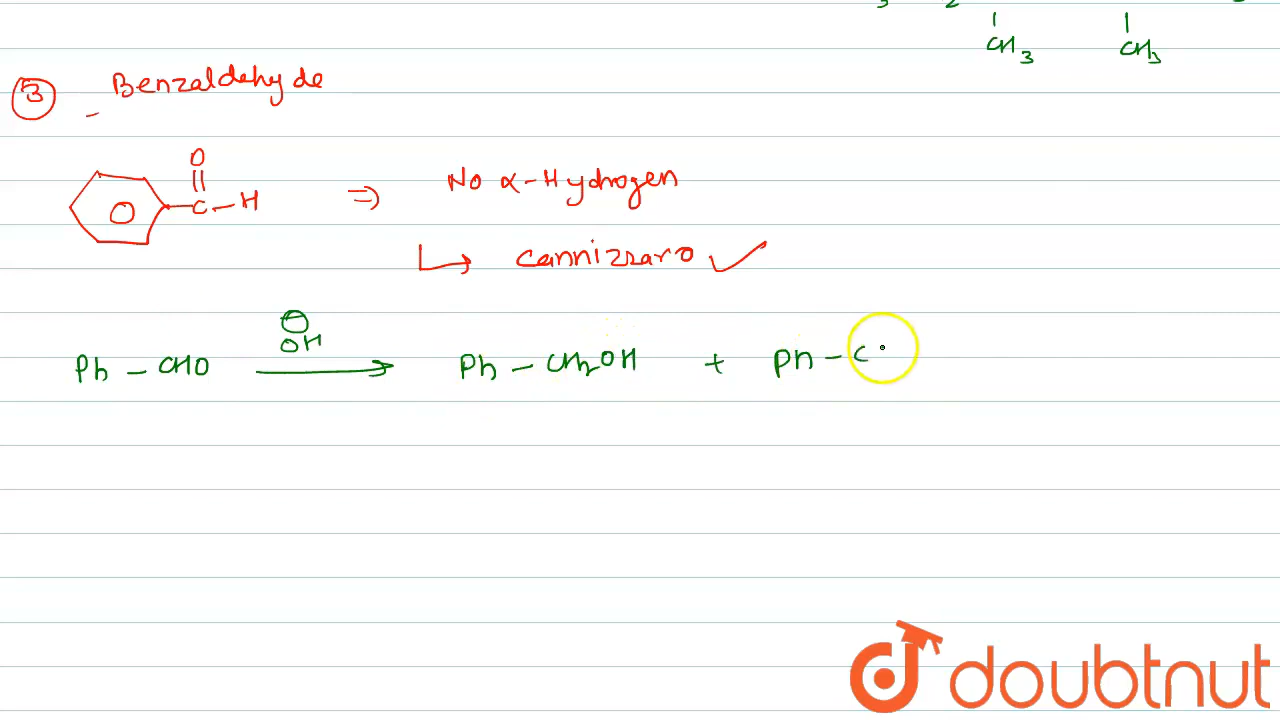 CH3 CH3
3 Benzaldehyde
O
C - H ⇒ No α-Hydrogen
↳ Cannizzaro ✓
⊖
OH
Ph - CHO → Ph - CH2OH + Ph - C
doubtnut